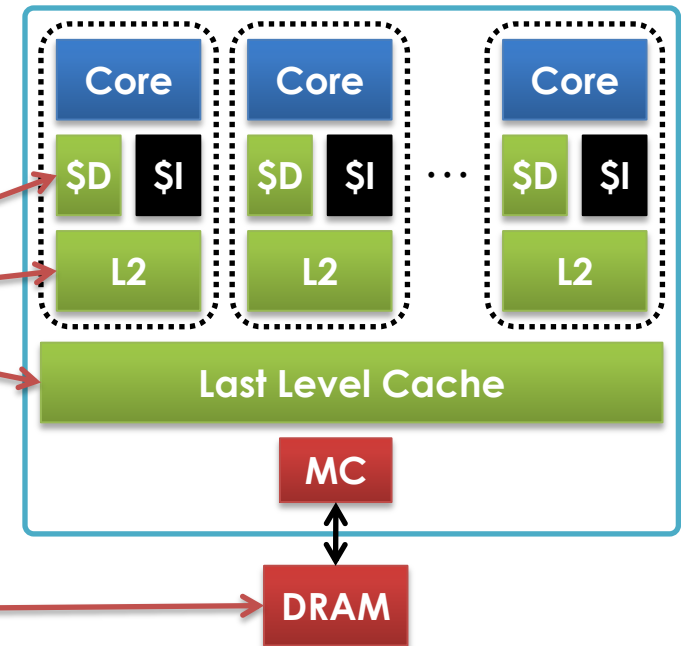 Core Core Core
$D $I $D $I ... $D $I
L2 L2 L2
Last Level Cache
MC
DRAM